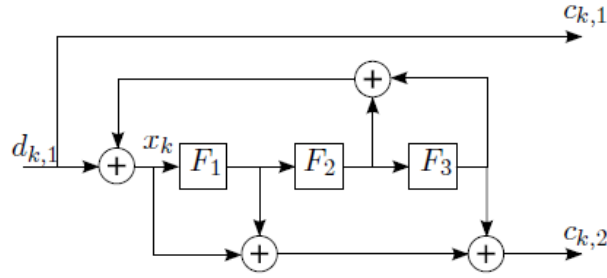 c_{k,1}
+
d_{k,1} + x_k F_1 F_2 F_3
+ + c_{k,2}